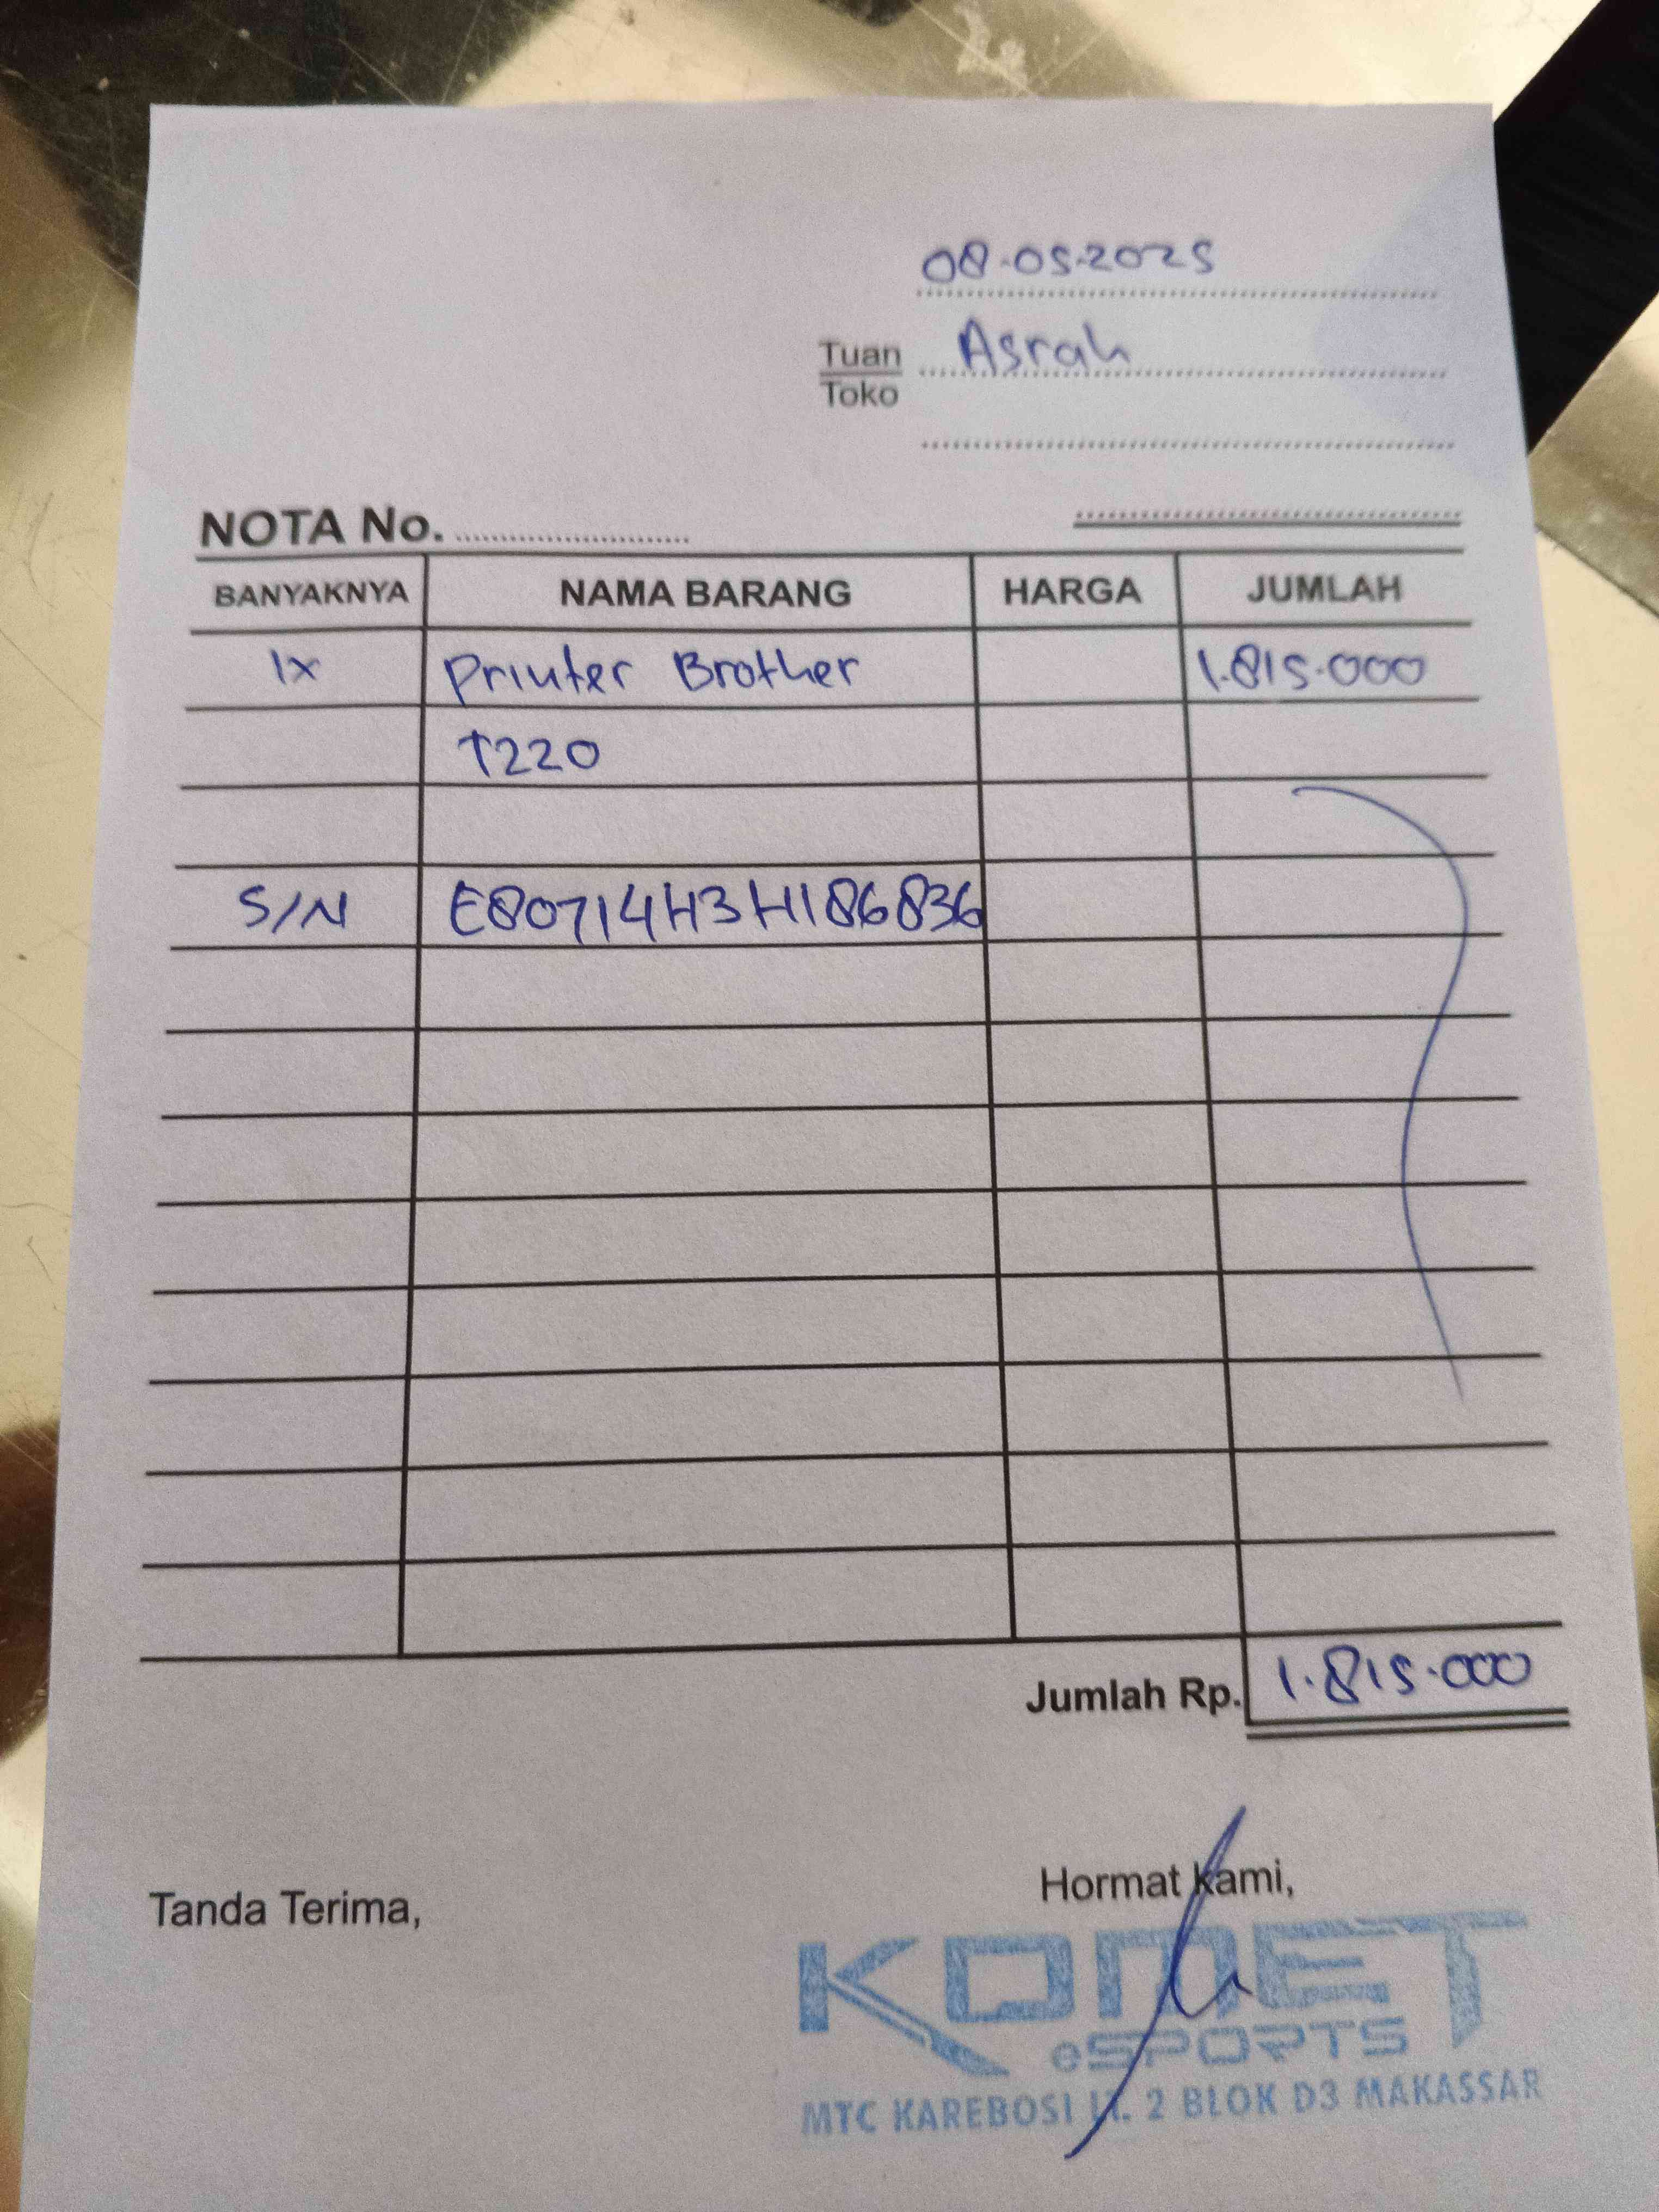 08-05-2025
Tuan Asrah
Toko
NOTA No.
BANYAKNYA NAMA BARANG HARGA JUMLAH
1x Printer Brother 1.815.000
T220
S/N E80714H3H186836
Jumlah Rp. 1.815.000
Tanda Terima, Hormat kami,
KOMET
eSPORTS
MTC KAREBOSI LT. 2 BLOK D3 MAKASSAR